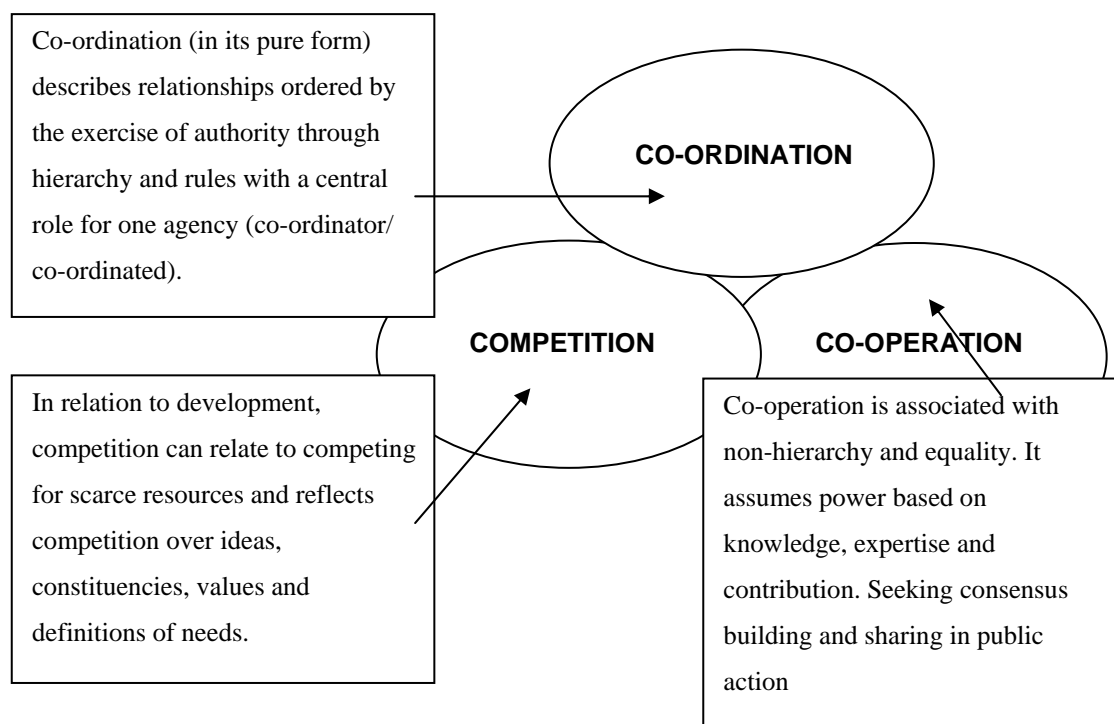 Co-ordination (in its pure form)
describes relationships ordered by
the exercise of authority through
hierarchy and rules with a central
role for one agency (co-ordinator/
co-ordinated).
CO-ORDINATION
COMPETITION
CO-OPERATION
In relation to development,
competition can relate to competing
for scarce resources and reflects
competition over ideas,
constituencies, values and
definitions of needs.
Co-operation is associated with
non-hierarchy and equality. It
assumes power based on
knowledge, expertise and
contribution. Seeking consensus
building and sharing in public
action